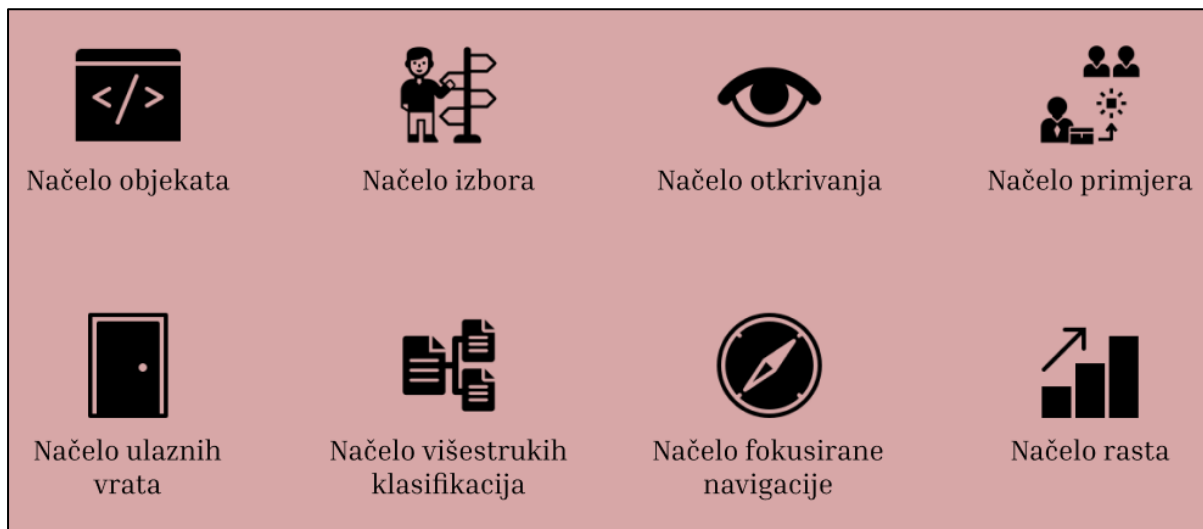 </>
Načelo objekata
Načelo izbora
Načelo otkrivanja
Načelo primjera
Načelo ulaznih
vrata
Načelo višestrukih
klasifikacija
Načelo fokusirane
navigacije
Načelo rasta